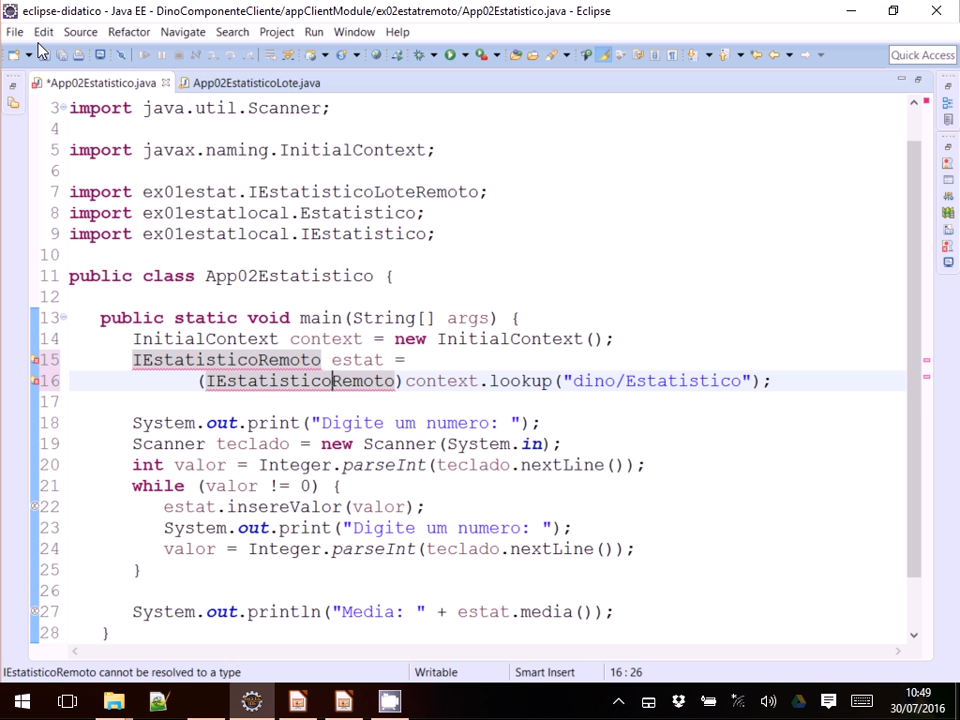 eclipse-didatico - Java EE - DinoComponenteCliente/appClientModule/ex02estatremoto/App02Estatistico.java - Eclipse
File Edit Source Refactor Navigate Search Project Run Window Help
Quick Access
*App02Estatistico.java App02EstatisticoLote.java
3 import java.util.Scanner;
4
5 import javax.naming.InitialContext;
6
7 import ex01estat.IEstatisticoLoteRemoto;
8 import ex01estatlocal.Estatistico;
9 import ex01estatlocal.IEstatistico;
10
11 public class App02Estatistico {
12
13 public static void main(String[] args) {
14 InitialContext context = new InitialContext();
15 IEstatisticoRemoto estat =
16 (IEstatisticoRemoto)context.lookup("dino/Estatistico");
17
18 System.out.print("Digite um numero: ");
19 Scanner teclado = new Scanner(System.in);
20 int valor = Integer.parseInt(teclado.nextLine());
21 while (valor != 0) {
22 estat.insereValor(valor);
23 System.out.print("Digite um numero: ");
24 valor = Integer.parseInt(teclado.nextLine());
25 }
26
27 System.out.println("Media: " + estat.media());
28 }
IEstatisticoRemoto cannot be resolved to a type Writable Smart Insert 16 : 26
10:49
30/07/2016